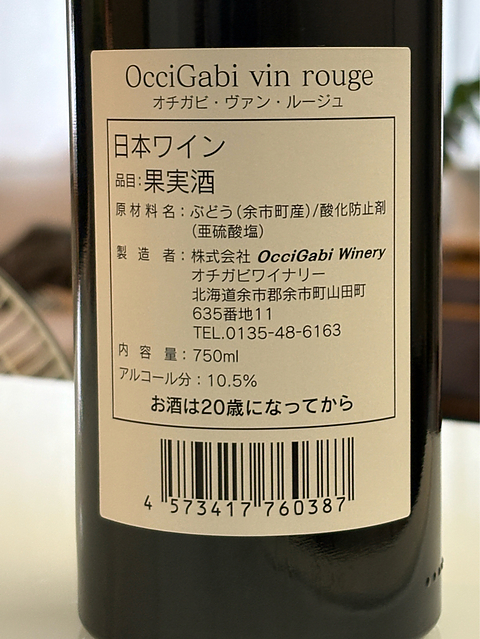 OcciGabi vin rouge
オチガビ・ヴァン・ルージュ
日本ワイン
品目:果実酒
原材料名:ぶどう(余市町産)/酸化防止剤
(亜硫酸塩)
製造者:株式会社 OcciGabi Winery
オチガビワイナリー
北海道余市郡余市町山田町
635番地11
TEL.0135-48-6163
内容量:750ml
アルコール分:10.5%
お酒は20歳になってから
4 573417 760387